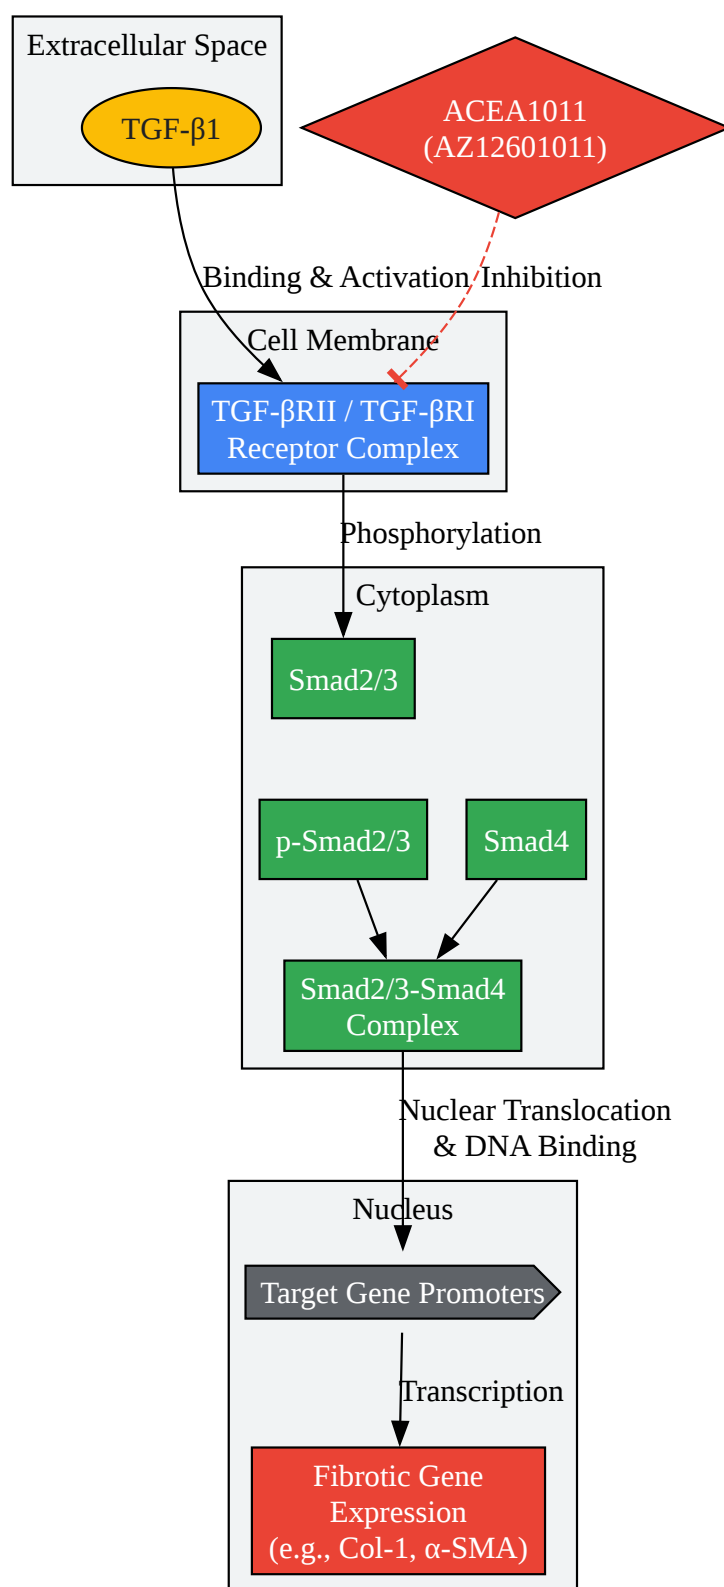 Extracellular Space
TGF-β1
ACEA1011
(AZ12601011)
Binding & Activation
Inhibition
Cell Membrane
TGF-βRII / TGF-βRI
Receptor Complex
Phosphorylation
Cytoplasm
Smad2/3
p-Smad2/3
Smad4
Smad2/3-Smad4
Complex
Nuclear Translocation
& DNA Binding
Nucleus
Target Gene Promoters
Transcription
Fibrotic Gene
Expression
(e.g., Col-1, α-SMA)